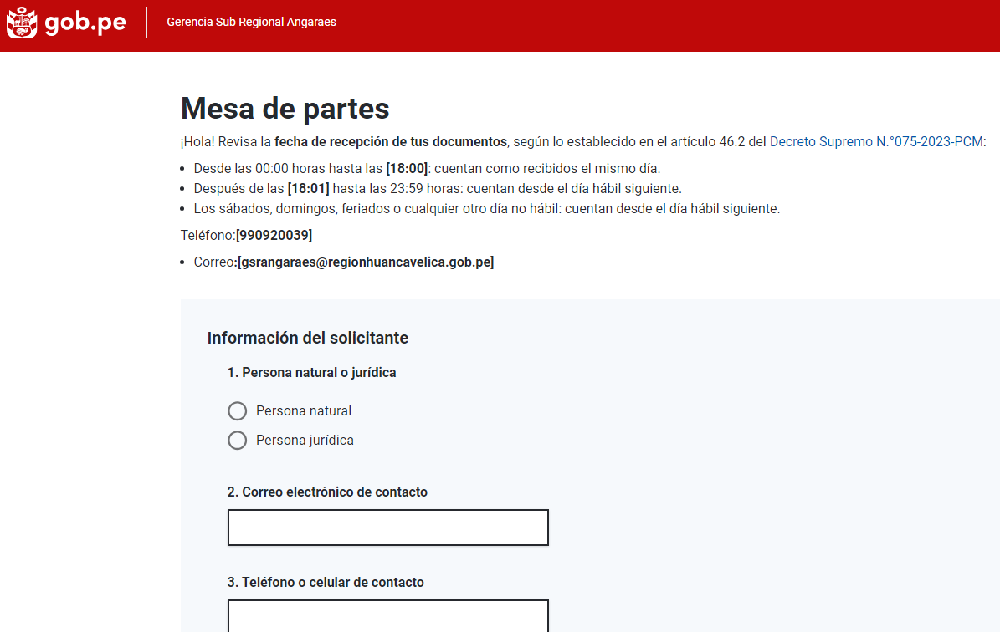 gob.pe
Gerencia Sub Regional Angaraes
Mesa de partes
¡Hola! Revisa la fecha de recepción de tus documentos, según lo establecido en el artículo 46.2 del Decreto Supremo N.°075-2023-PCM:
Desde las 00:00 horas hasta las [18:00]: cuentan como recibidos el mismo día.
Después de las [18:01] hasta las 23:59 horas: cuentan desde el día hábil siguiente.
Los sábados, domingos, feriados o cualquier otro día no hábil: cuentan desde el día hábil siguiente.
Teléfono:[990920039]
Correo:[gsrangaraes@regionhuancavelica.gob.pe]
Información del solicitante
1. Persona natural o jurídica
Persona natural
Persona jurídica
2. Correo electrónico de contacto
3. Teléfono o celular de contacto